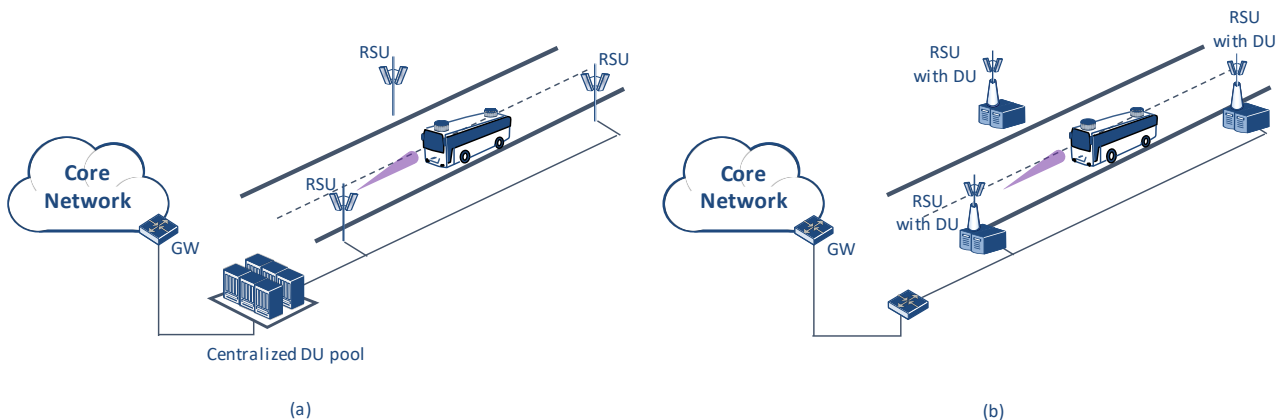 RSU
RSU
RSU
Core
Network
GW
Centralized DU pool
(a)
RSU
with DU
RSU
with DU
RSU
with DU
Core
Network
GW
(b)